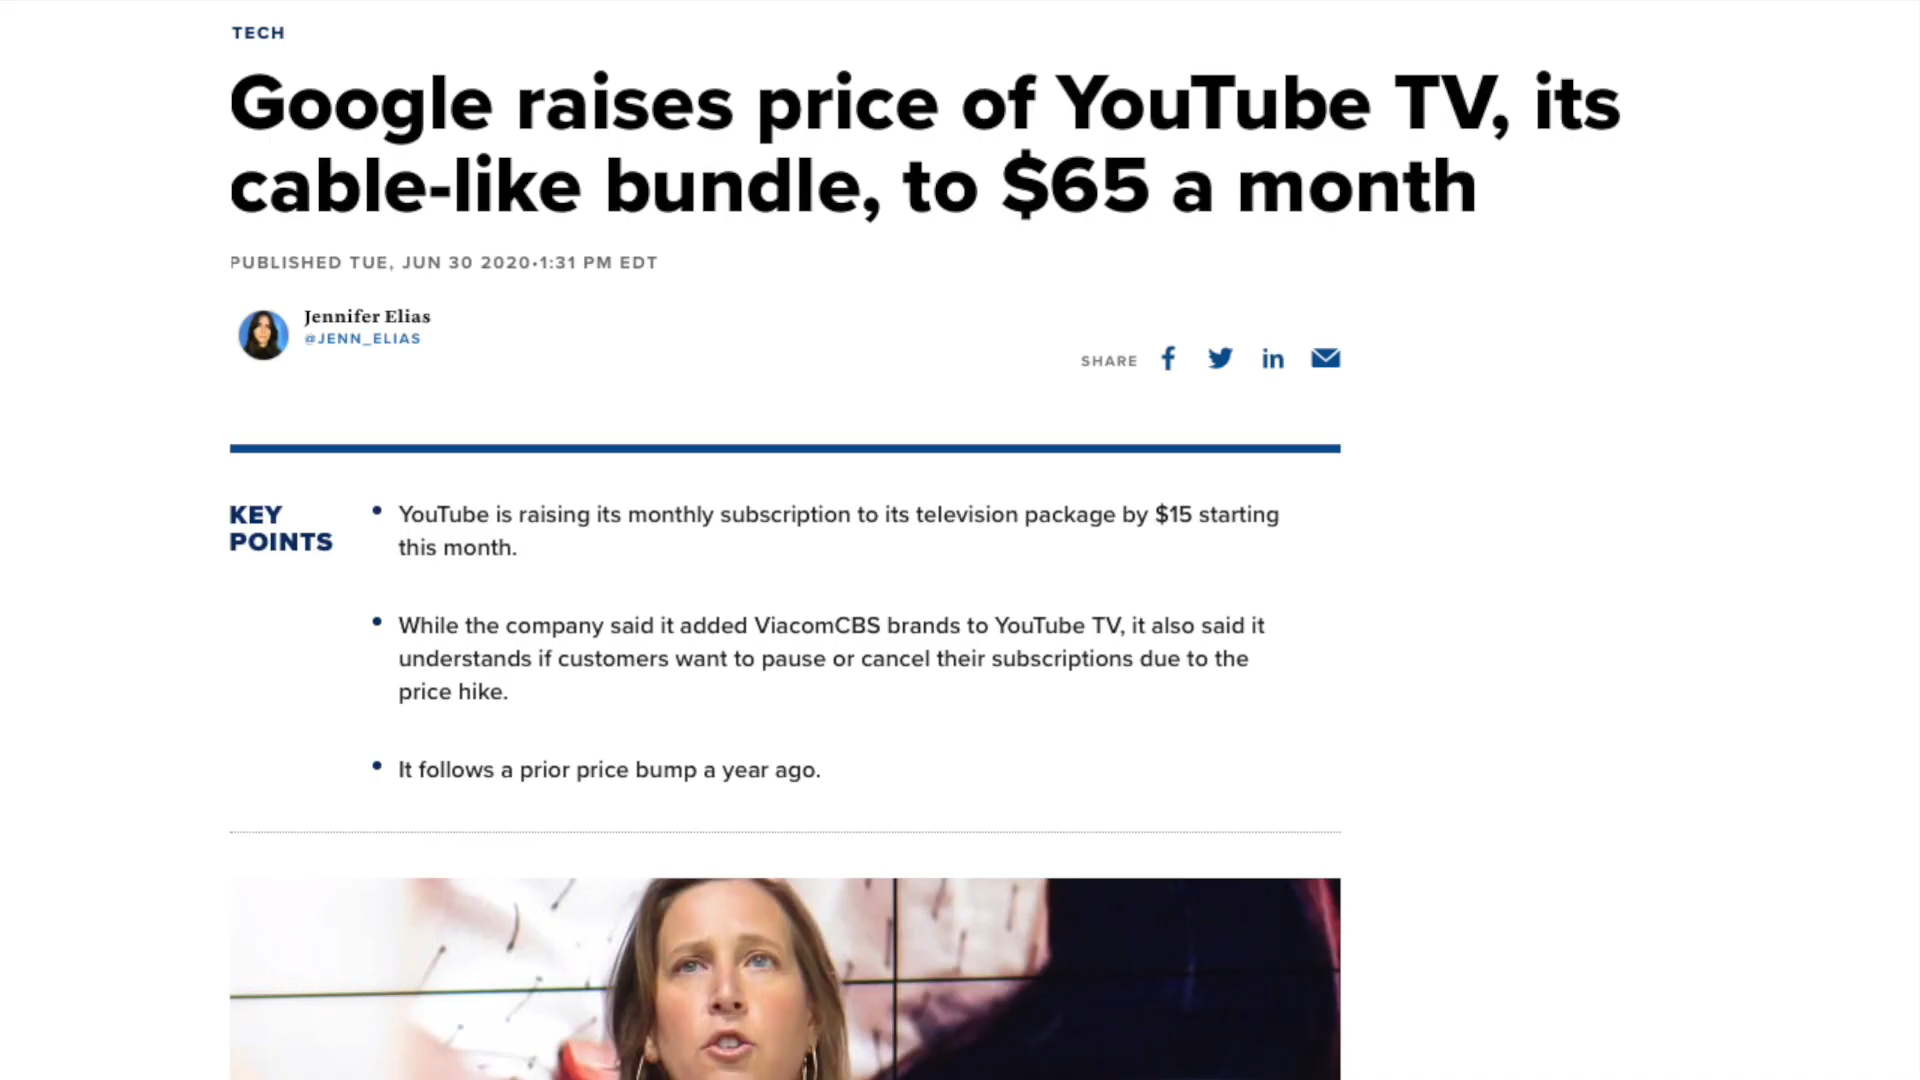 TECH
Google raises price of YouTube TV, its
cable-like bundle, to $65 a month
PUBLISHED TUE, JUN 30 2020•1:31 PM EDT
Jennifer Elias
@JENN_ELIAS
SHARE
KEY
POINTS
• YouTube is raising its monthly subscription to its television package by $15 starting
this month.
• While the company said it added ViacomCBS brands to YouTube TV, it also said it
understands if customers want to pause or cancel their subscriptions due to the
price hike.
• It follows a prior price bump a year ago.